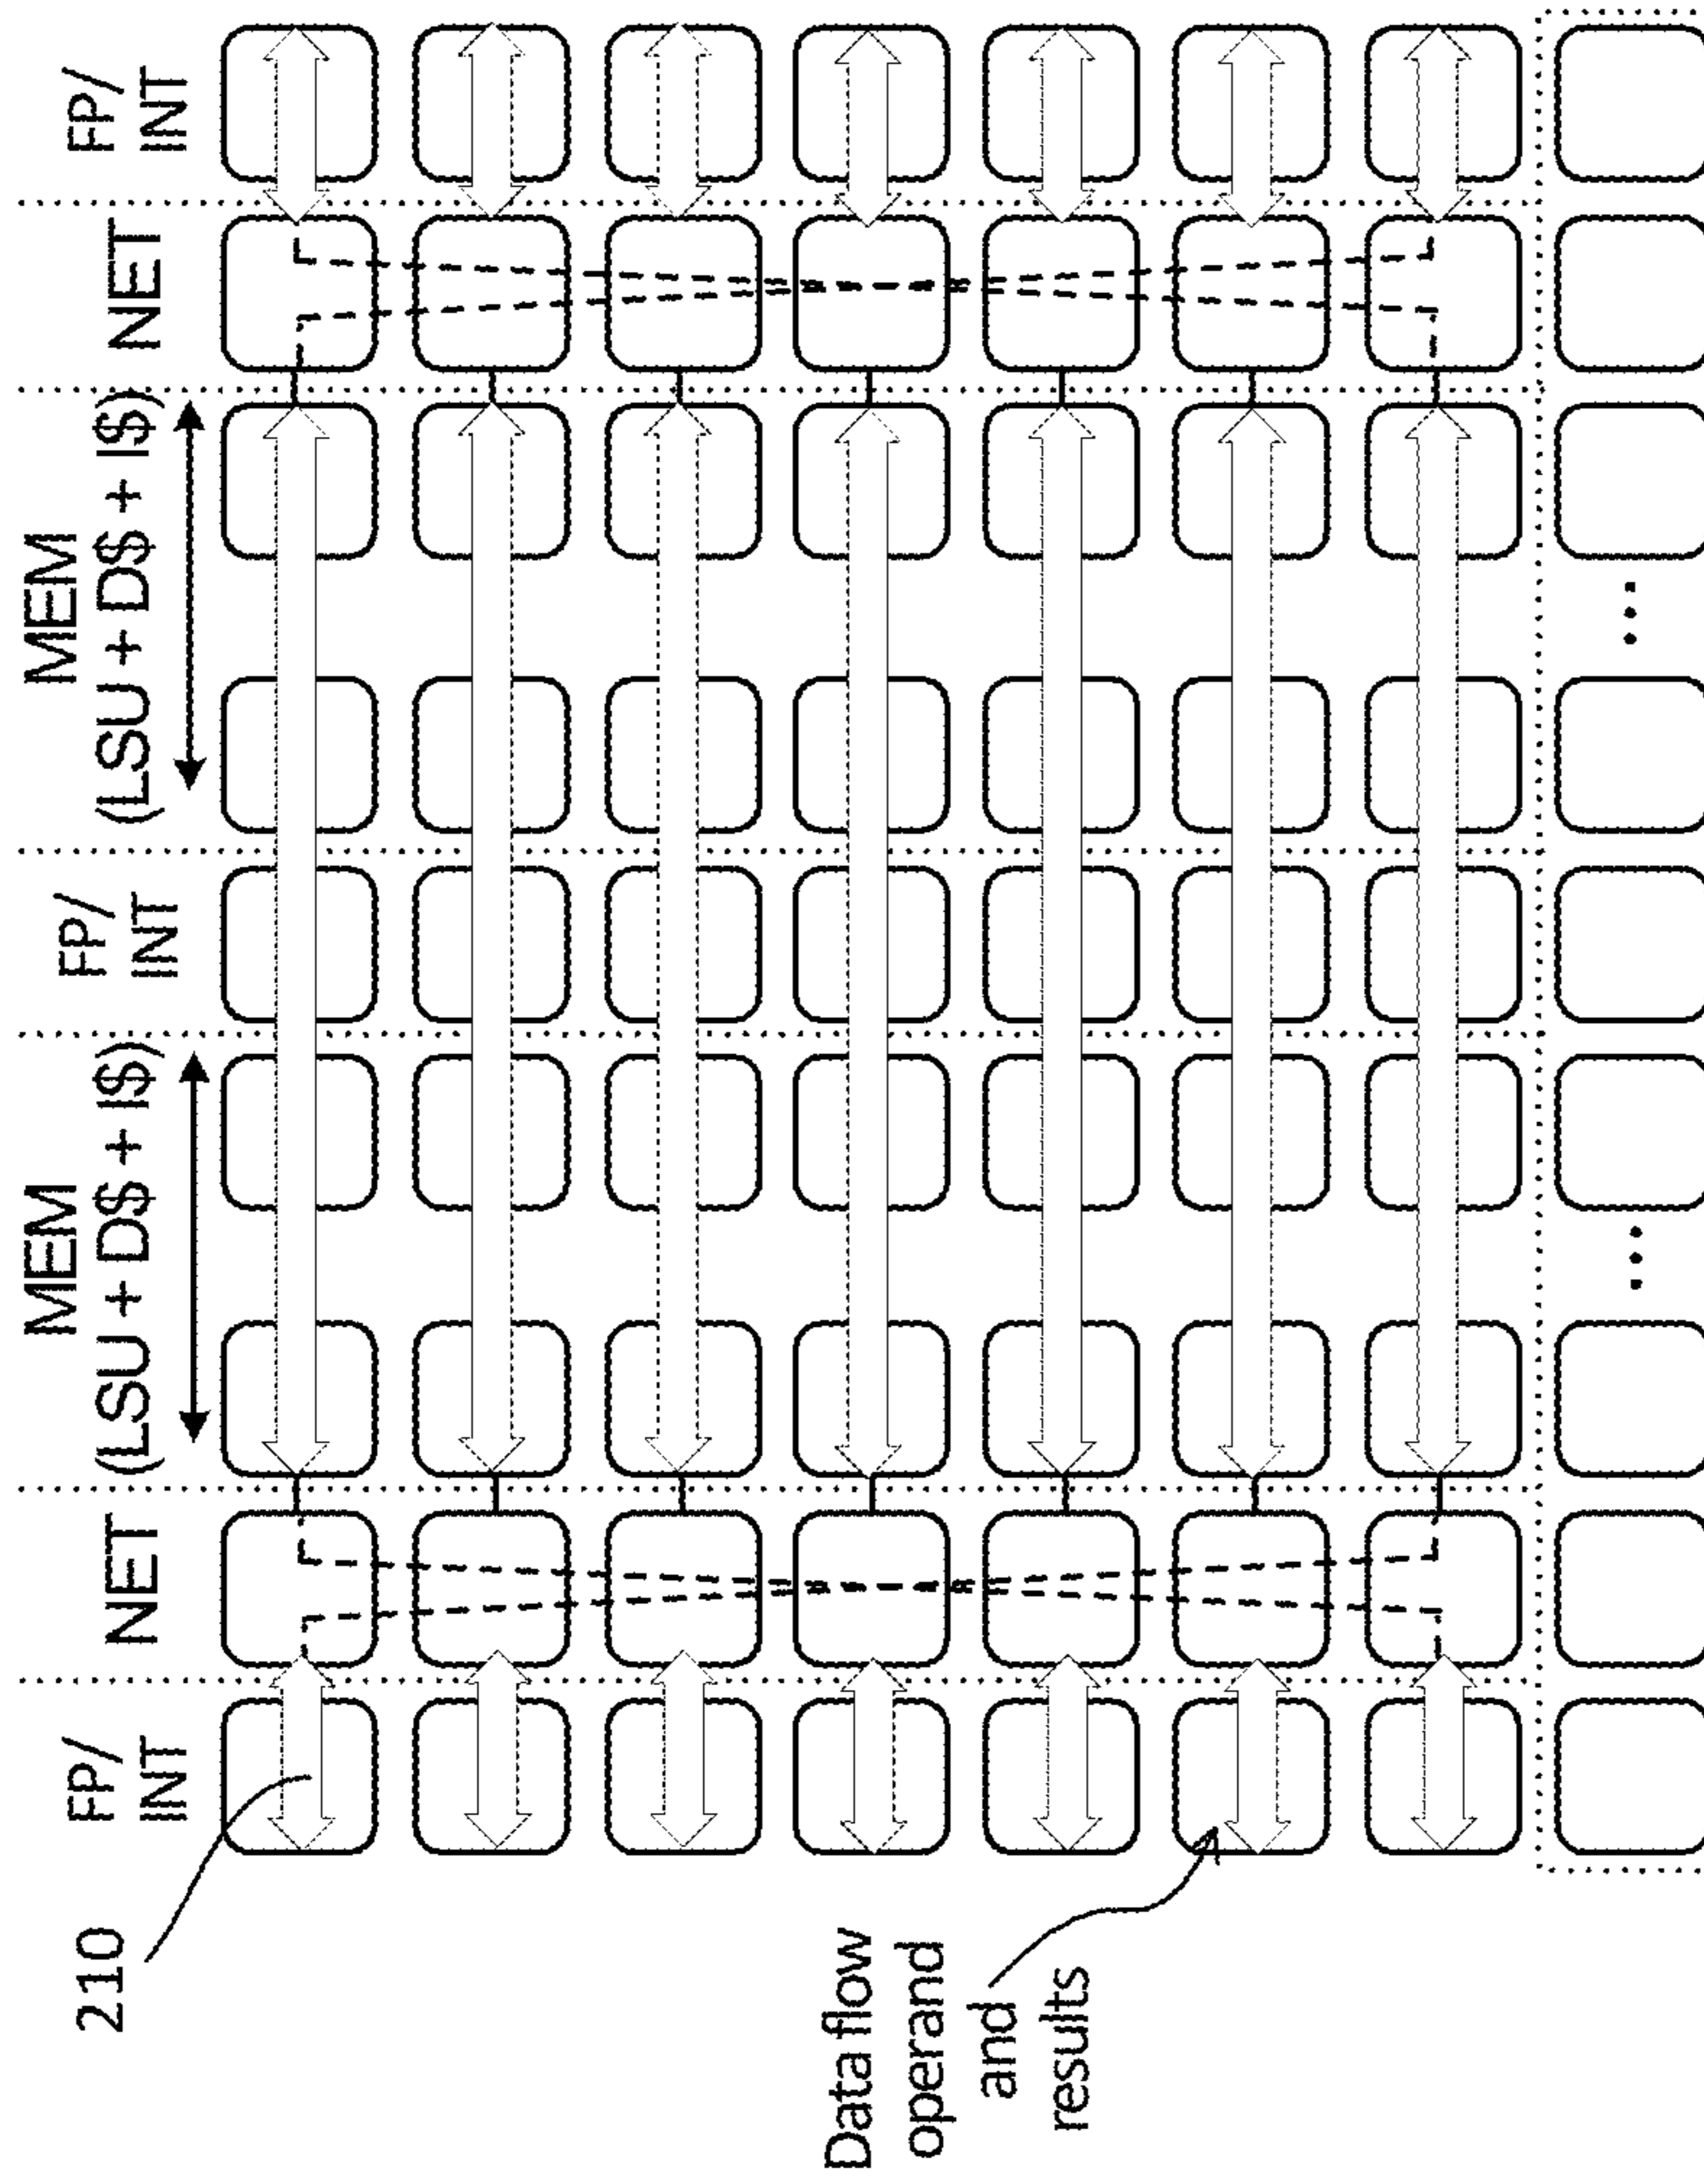 210
FP/
INT
NET
MEM
(LSU + D$ + I$)
FP/
INT
MEM
(LSU + D$ + I$)
NET
FP/
INT
Data flow
operand
and
results
...
...